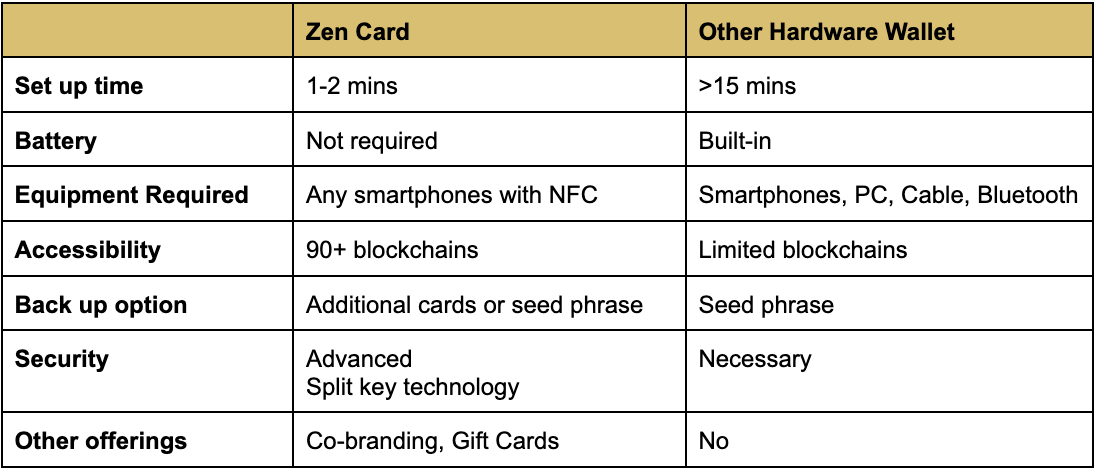 Zen Card Other Hardware Wallet
Set up time 1-2 mins >15 mins
Battery Not required Built-in
Equipment Required Any smartphones with NFC Smartphones, PC, Cable, Bluetooth
Accessibility 90+ blockchains Limited blockchains
Back up option Additional cards or seed phrase Seed phrase
Security Advanced Necessary
Split key technology
Other offerings Co-branding, Gift Cards No